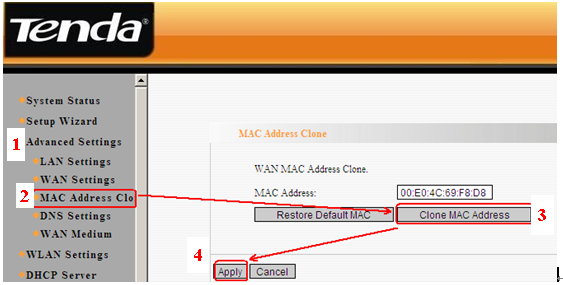 Tenda
System Status
Setup Wizard
1 Advanced Settings
LAN Settings
WAN Settings
2 MAC Address Clo
DNS Settings
WAN Medium
WLAN Settings
DHCP Server
MAC Address Clone
WAN MAC Address Clone.
MAC Address: 00:E0:4C:69:F8:D8
Restore Default MAC Clone MAC Address 3
4
Apply Cancel